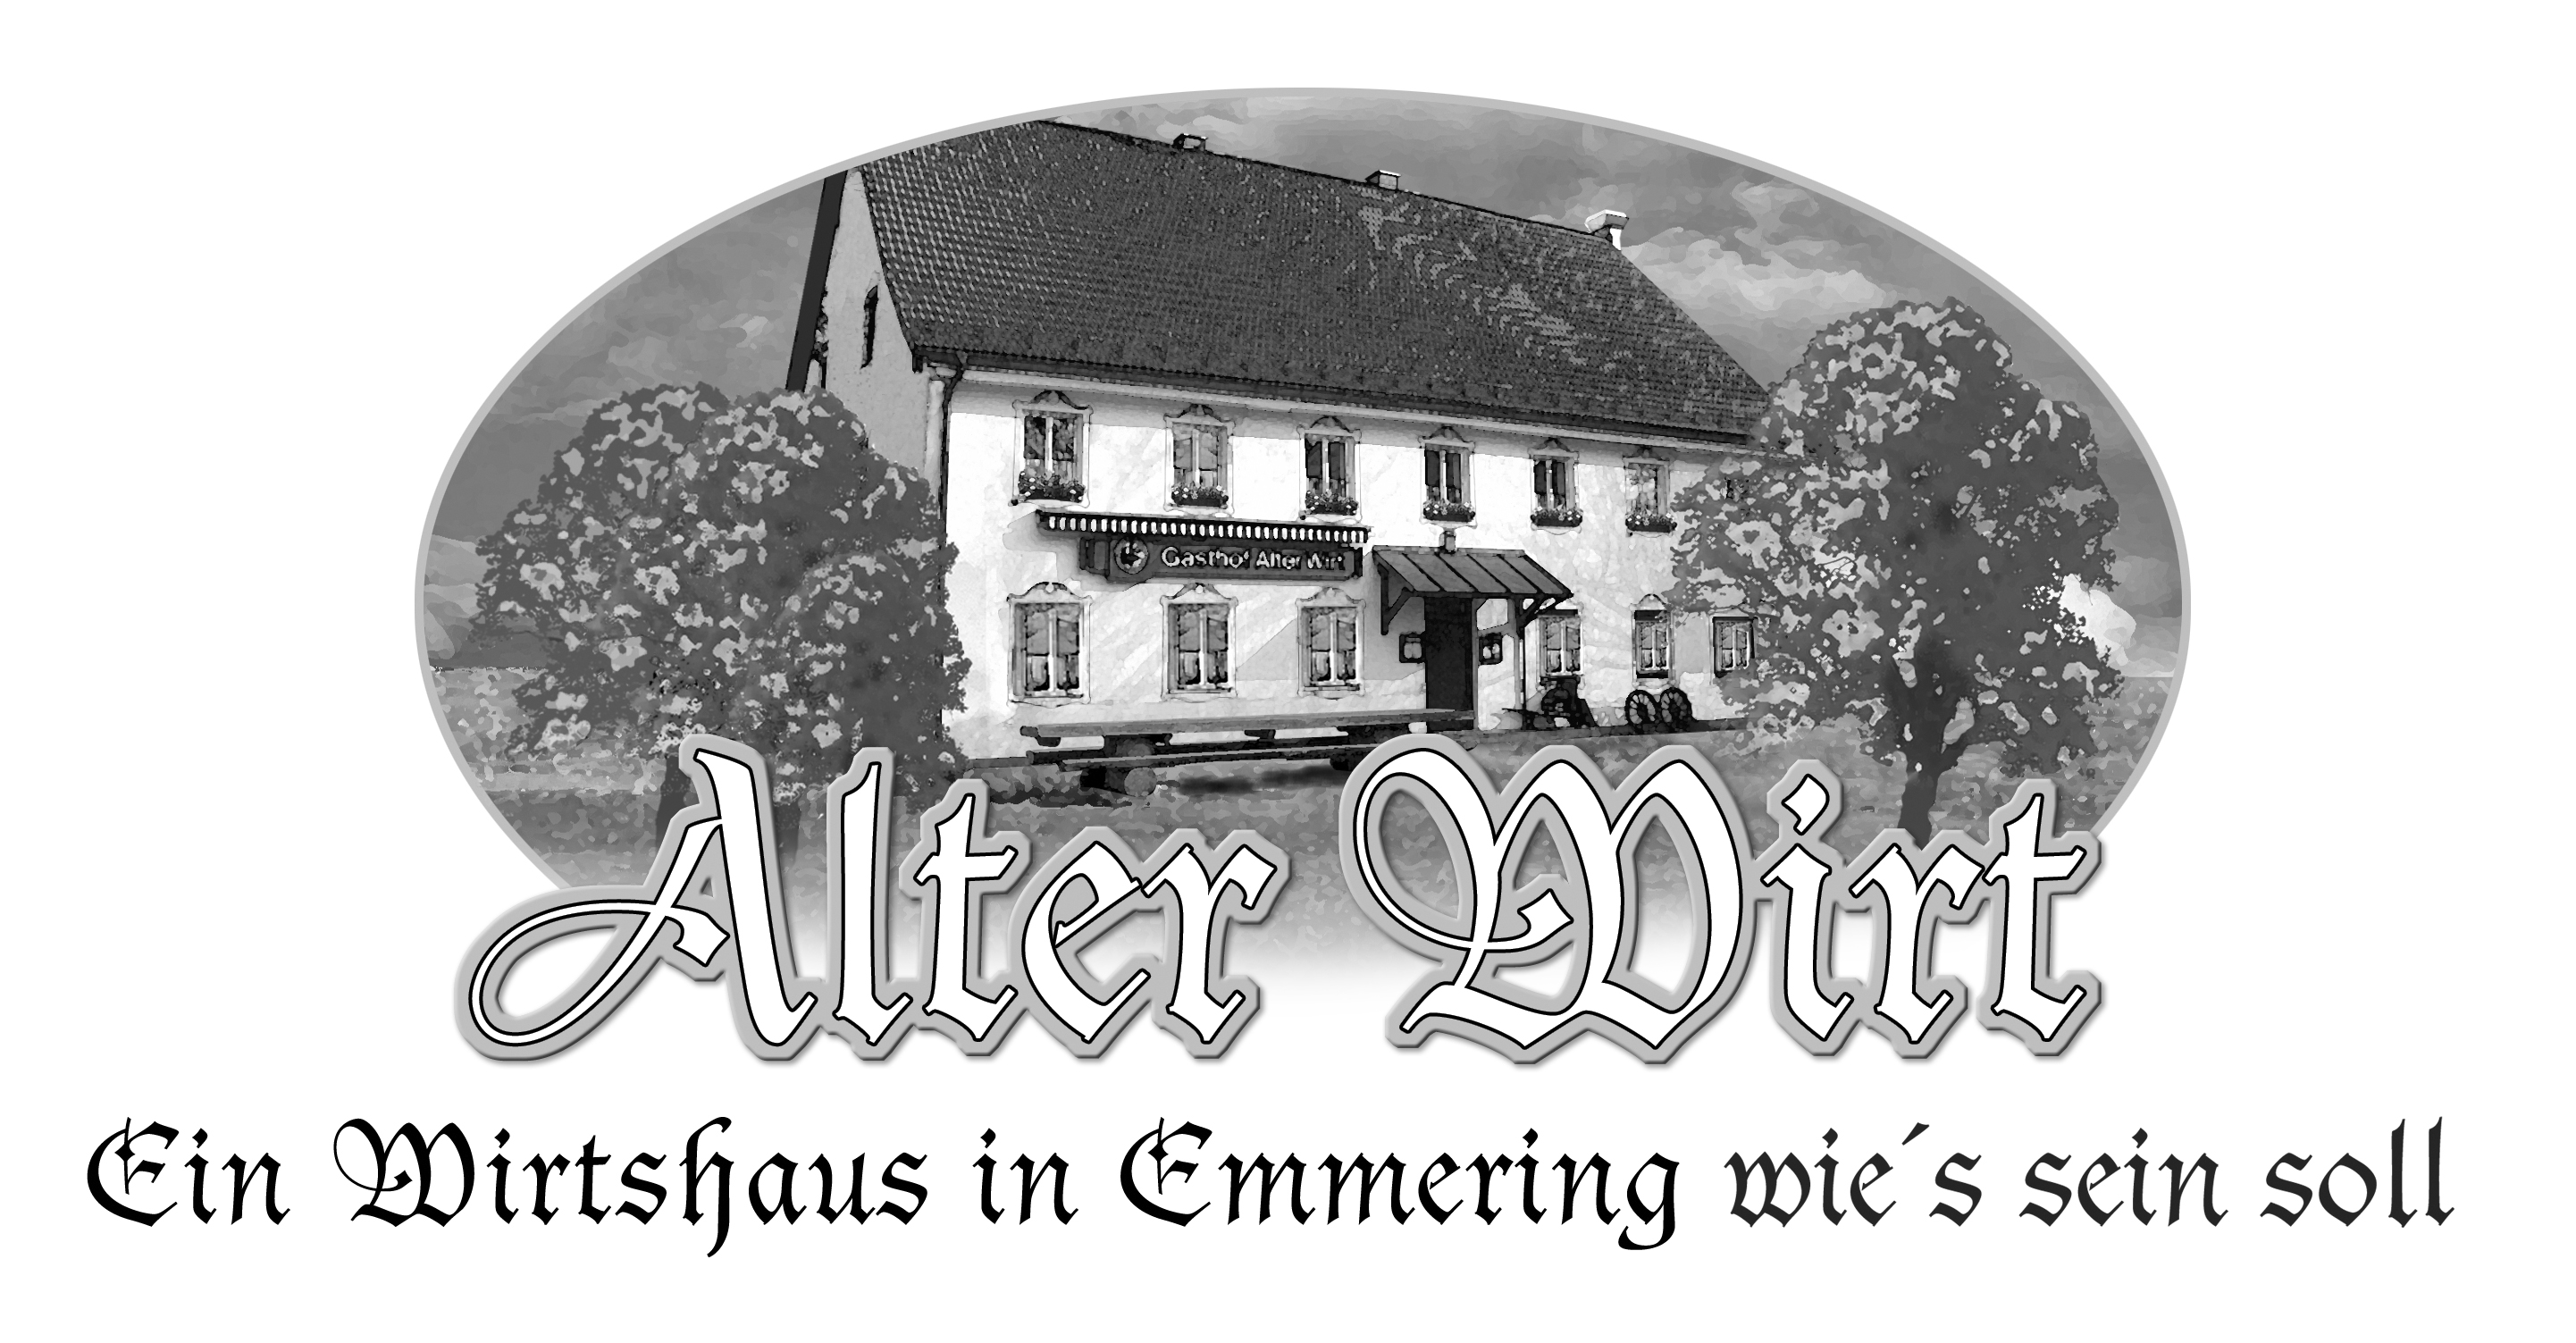 Gasthof Alter Wirt
Alter Wirt
Ein Wirtshaus in Emmering wie´s sein soll